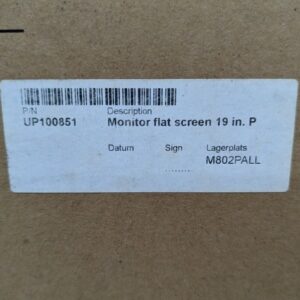 P/N Description
UP100851 Monitor flat screen 19 in. P
Datum Sign Lagerplats
M802PALL